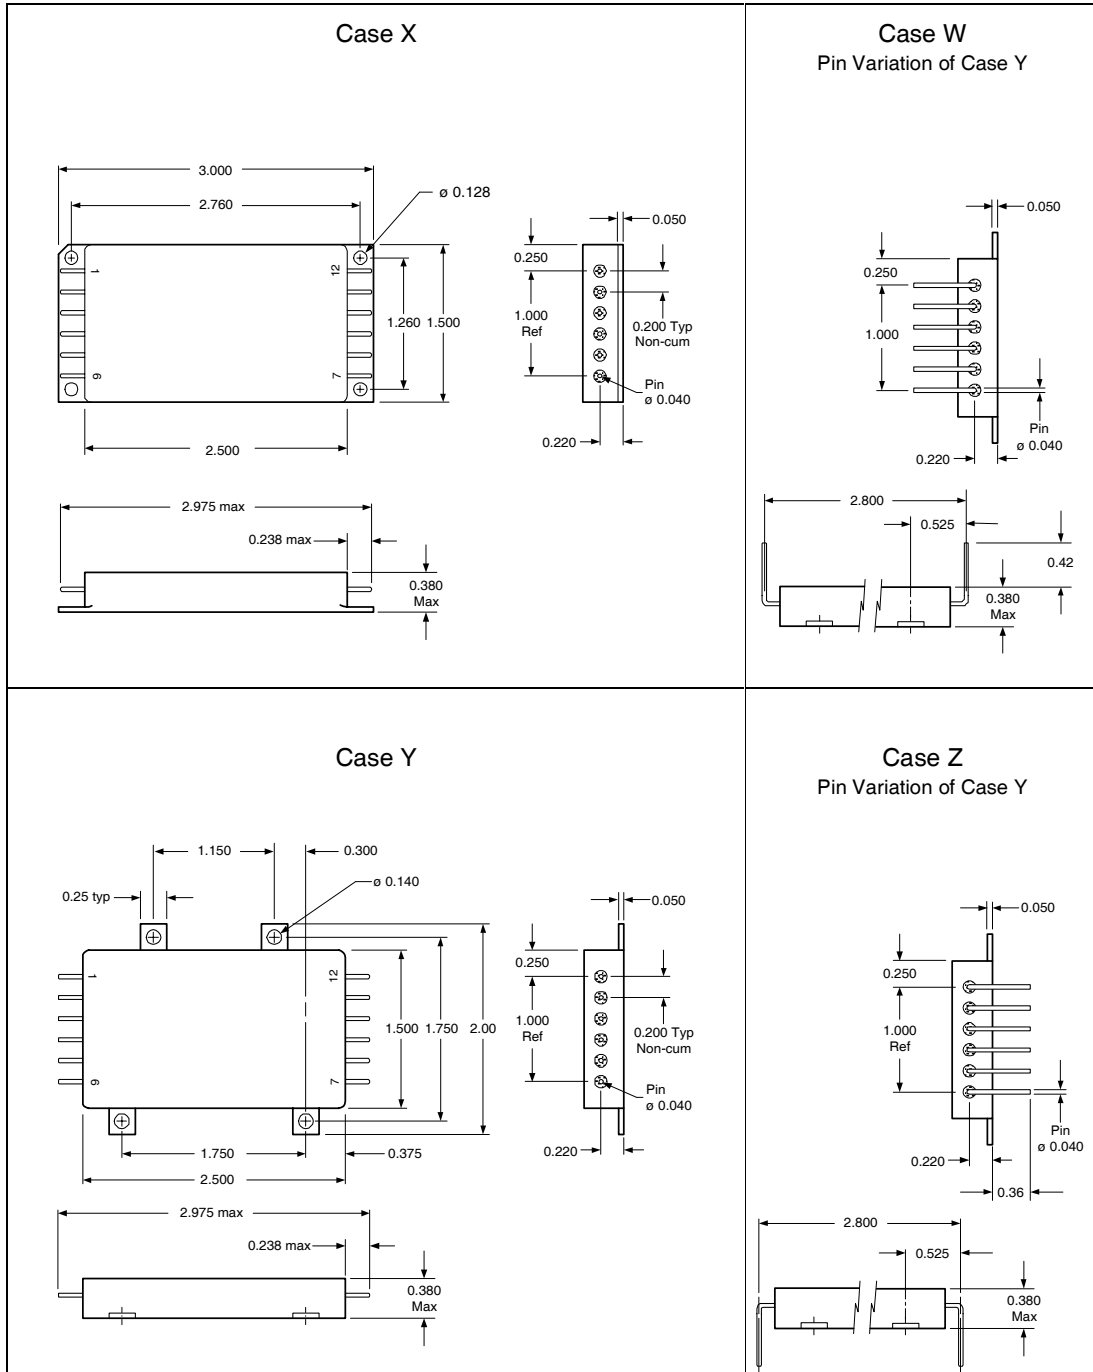 Case X
3.000
2.760
ø 0.128
1
12
6
7
1.260
1.500
2.500
0.050
0.250
1.000
Ref
0.200 Typ
Non-cum
Pin
ø 0.040
0.220
2.975 max
0.238 max
0.380
Max
Case W
Pin Variation of Case Y
0.050
0.250
1.000
Pin
ø 0.040
0.220
2.800
0.525
0.42
0.380
Max
Case Y
1.150
0.300
0.25 typ
ø 0.140
1
12
6
7
1.500
1.750
2.00
1.750
0.375
2.500
0.050
0.250
1.000
Ref
0.200 Typ
Non-cum
Pin
ø 0.040
0.220
2.975 max
0.238 max
0.380
Max
Case Z
Pin Variation of Case Y
0.050
0.250
1.000
Ref
Pin
ø 0.040
0.220
0.36
2.800
0.525
0.380
Max